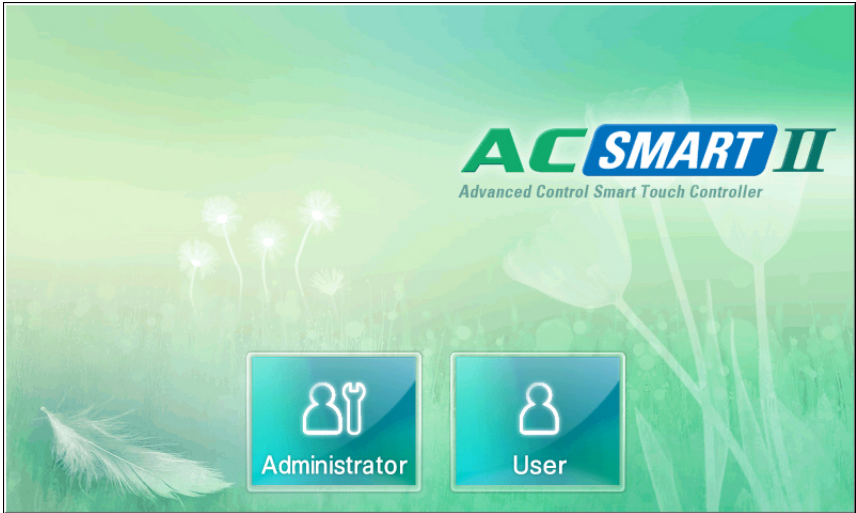 AC SMART II
Advanced Control Smart Touch Controller
Administrator
User